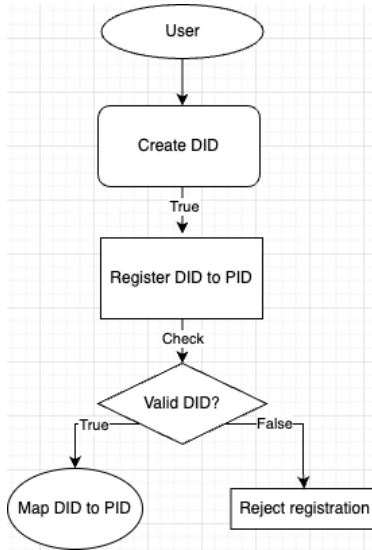 User
Create DID
True
Register DID to PID
Check
Valid DID?
True
False
Map DID to PID
Reject registration